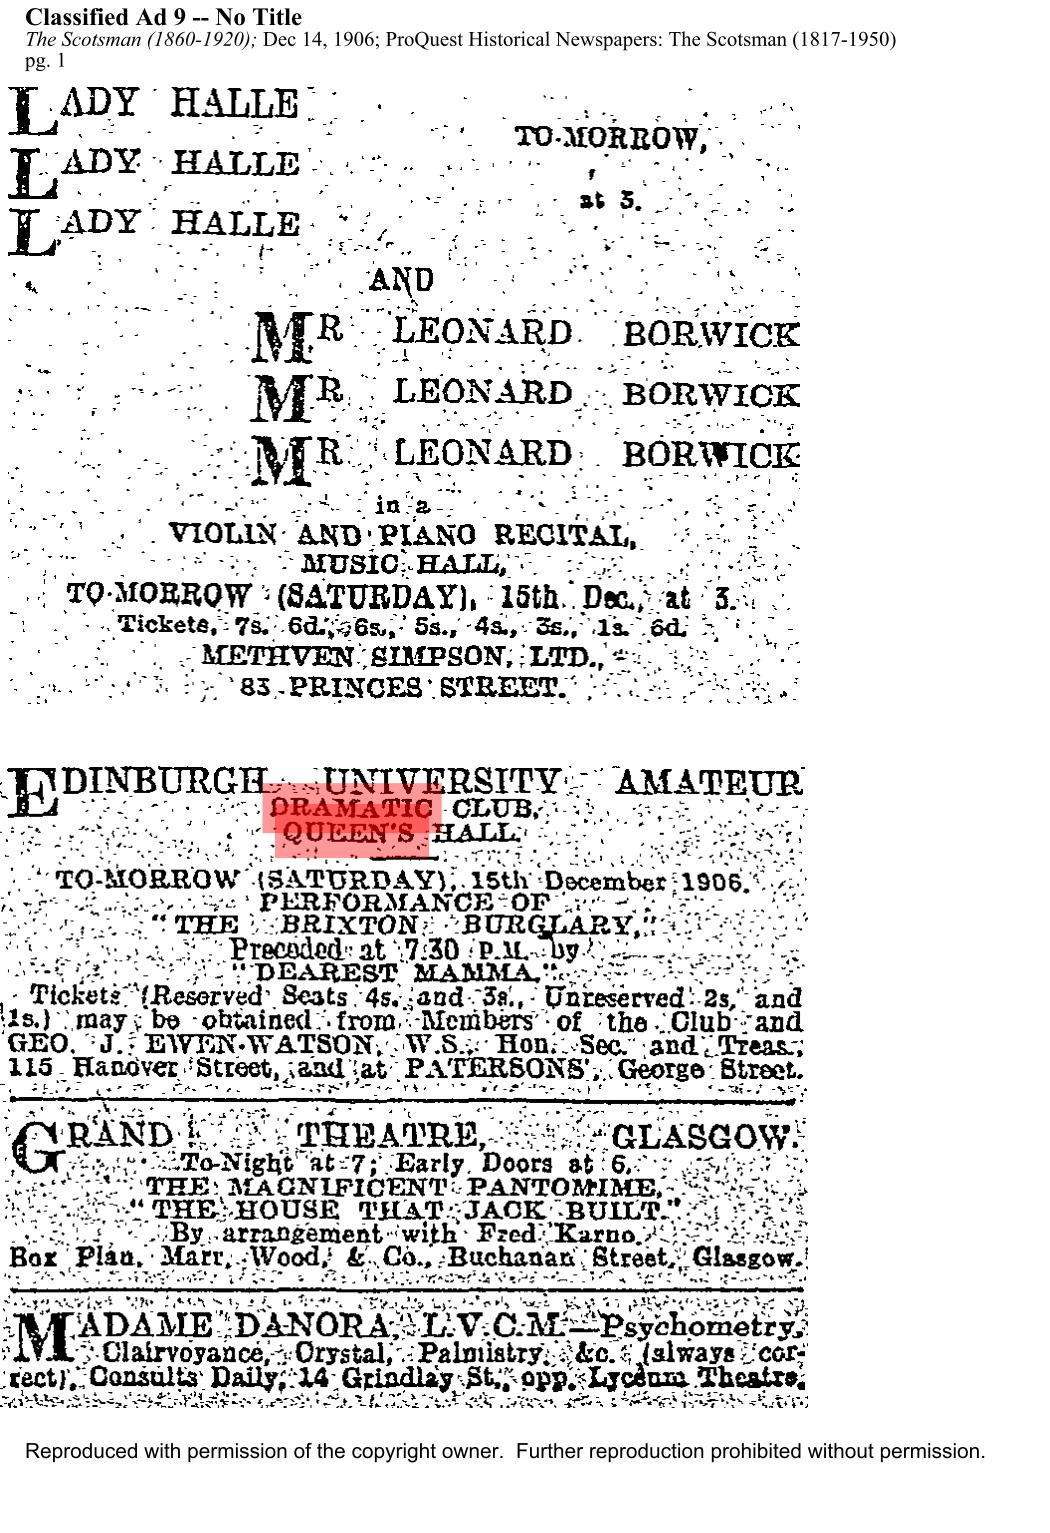 Classified Ad 9 -- No Title
The Scotsman (1860-1920); Dec 14, 1906; ProQuest Historical Newspapers: The Scotsman (1817-1950)
pg. 1
LADY HALLE
TO-MORROW,
LADY HALLE
at 3.
LADY HALLE
AND
MR LEONARD BORWICK
MR LEONARD BORWICK
MR LEONARD BORWICK
in a
VIOLIN AND PIANO RECITAL,
MUSIC HALL,
TO-MORROW (SATURDAY), 15th Dec., at 3.
Tickets, 7s. 6d., 6s., 5s., 4s., 3s., 1s. 6d.
METHVEN SIMPSON, LTD.,
83 PRINCES STREET.
EDINBURGH UNIVERSITY AMATEUR
DRAMATIC CLUB.
QUEEN'S HALL.
TO-MORROW (SATURDAY), 15th December 1906.
PERFORMANCE OF
"THE BRIXTON BURGLARY,"
Preceded at 7.30 P.M. by
"DEAREST MAMMA."
Tickets (Reserved Seats 4s. and 3s., Unreserved 2s, and
1s.) may be obtained from Members of the Club and
GEO. J. EWEN-WATSON, W.S., Hon. Sec. and Treas.,
115 Hanover Street, and at PATERSONS', George Street.
GRAND THEATRE, GLASGOW.
To-Night at 7; Early Doors at 6.
THE MAGNIFICENT PANTOMIME,
"THE HOUSE THAT JACK BUILT."
By arrangement with Fred Karno.
Box Plan, Marr, Wood, & Co., Buchanan Street, Glasgow.
MADAME DANORA, L.V.C.M.—Psychometry,
Clairvoyance, Crystal, Palmistry, &c. (always cor-
rect), Consults Daily, 14 Grindlay St., opp. Lyceum Theatre.
Reproduced with permission of the copyright owner. Further reproduction prohibited without permission.